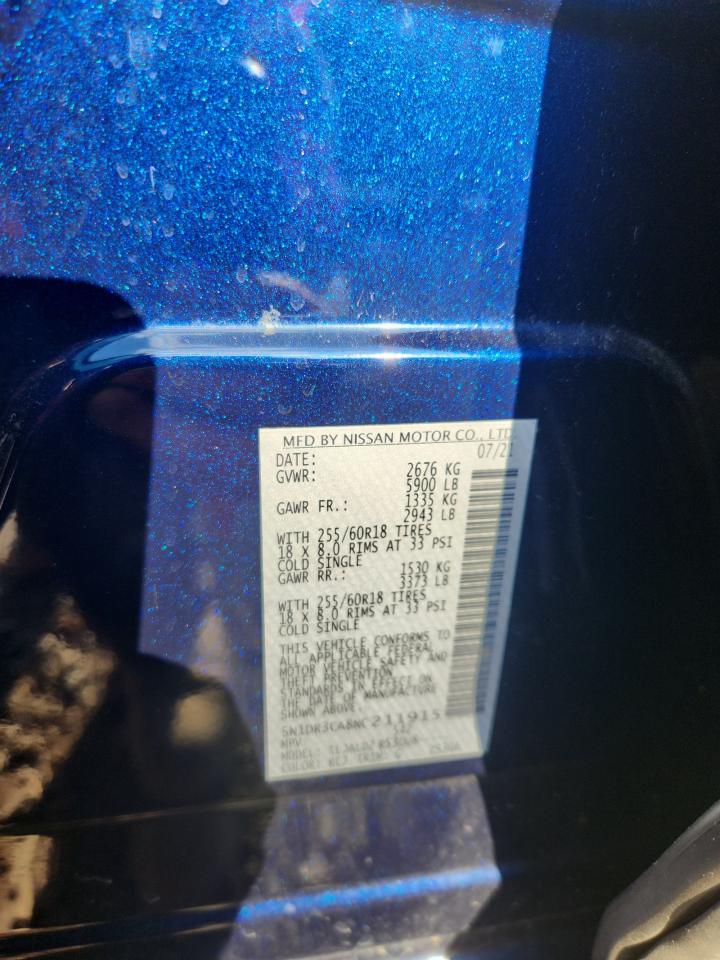 MFD BY NISSAN MOTOR CO., LTD.
DATE: 07/21
GVWR: 2676 KG
5900 LB
GAWR FR.: 1335 KG
2943 LB
WITH 255/60R18 TIRES
18 X 8.0 RIMS AT 33 PSI
COLD SINGLE
GAWR RR.: 1530 KG
3373 LB
WITH 255/60R18 TIRES
18 X 8.0 RIMS AT 33 PSI
COLD SINGLE
THIS VEHICLE CONFORMS TO
ALL APPLICABLE FEDERAL
MOTOR VEHICLE SAFETY AND
THEFT PREVENTION
STANDARDS IN EFFECT ON
THE DATE OF MANUFACTURE
SHOWN ABOVE.
5N1DR3CA8NC211915
MPV
MODEL:
COLOR: TRIM: G